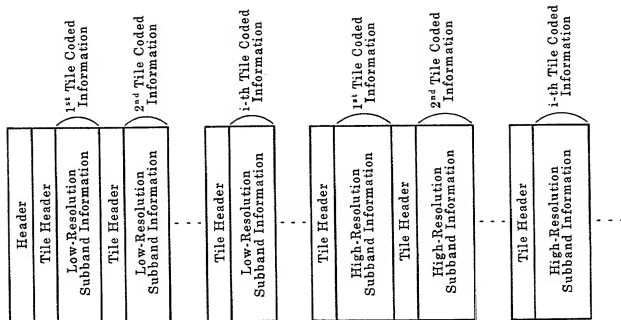 1st Tile Coded
Information
2nd Tile Coded
Information
i-th Tile Coded
Information
1st Tile Coded
Information
2nd Tile Coded
Information
i-th Tile Coded
Information
Header
Tile Header
Low-Resolution
Subband Information
Tile Header
Low-Resolution
Subband Information
Tile Header
Low-Resolution
Subband Information
Tile Header
High-Resolution
Subband Information
Tile Header
High-Resolution
Subband Information
Tile Header
High-Resolution
Subband Information